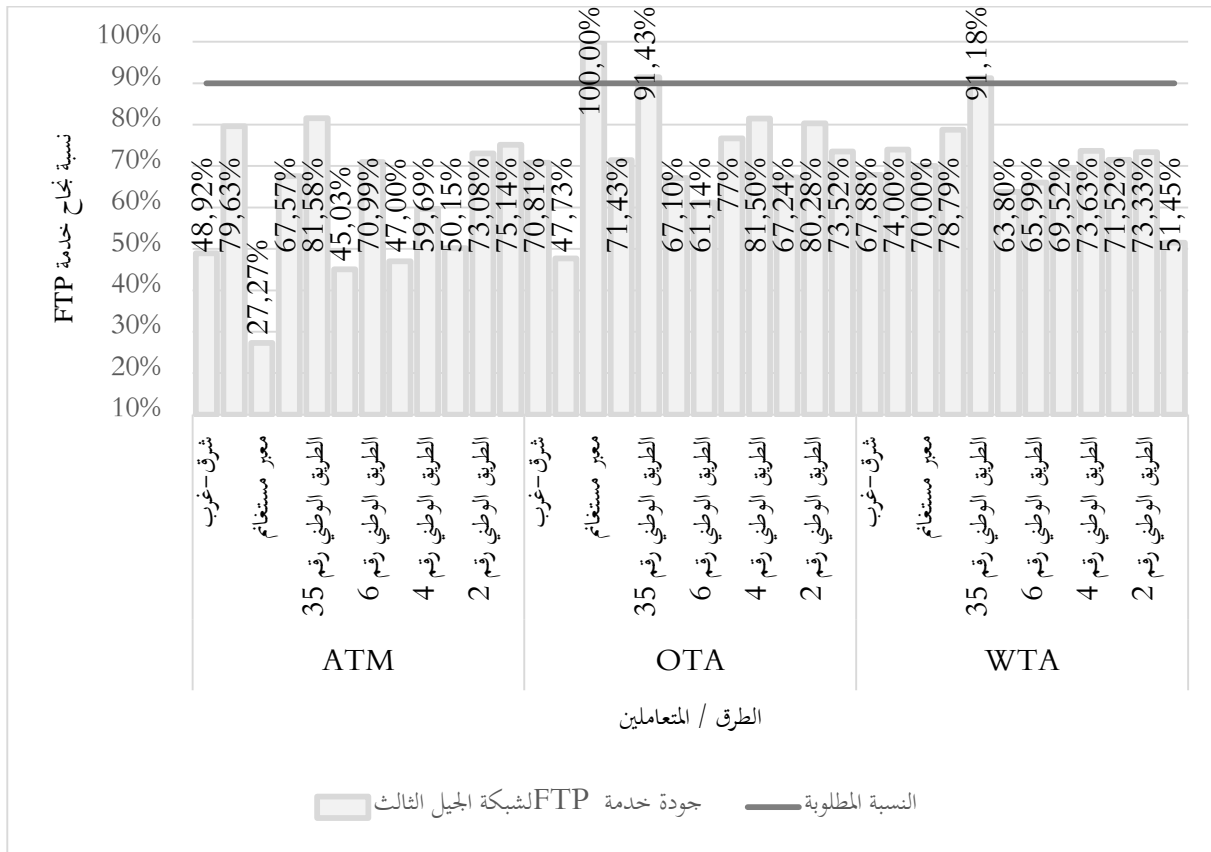 نسبة نجاح خدمة FTP
100%
90%
80%
70%
60%
50%
40%
30%
20%
10%
48,92%
79,63%
27,27%
67,57%
81,58%
45,03%
70,99%
47,00%
59,69%
50,15%
73,08%
75,14%
70,81%
47,73%
100,00%
71,43%
91,43%
67,10%
61,14%
77%
81,50%
67,24%
80,28%
73,52%
67,88%
74,00%
70,00%
78,79%
91,18%
63,80%
65,99%
69,52%
73,63%
71,52%
73,33%
51,45%
شرق-غرب
معبر مستغانم
الطريق الوطني رقم 35
الطريق الوطني رقم 6
الطريق الوطني رقم 4
الطريق الوطني رقم 2
شرق-غرب
معبر مستغانم
الطريق الوطني رقم 35
الطريق الوطني رقم 6
الطريق الوطني رقم 4
الطريق الوطني رقم 2
شرق-غرب
معبر مستغانم
الطريق الوطني رقم 35
الطريق الوطني رقم 6
الطريق الوطني رقم 4
الطريق الوطني رقم 2
ATM
OTA
WTA
الطرق / المتعاملين
جودة خدمة FTP لشبكة الجيل الثالث
النسبة المطلوبة